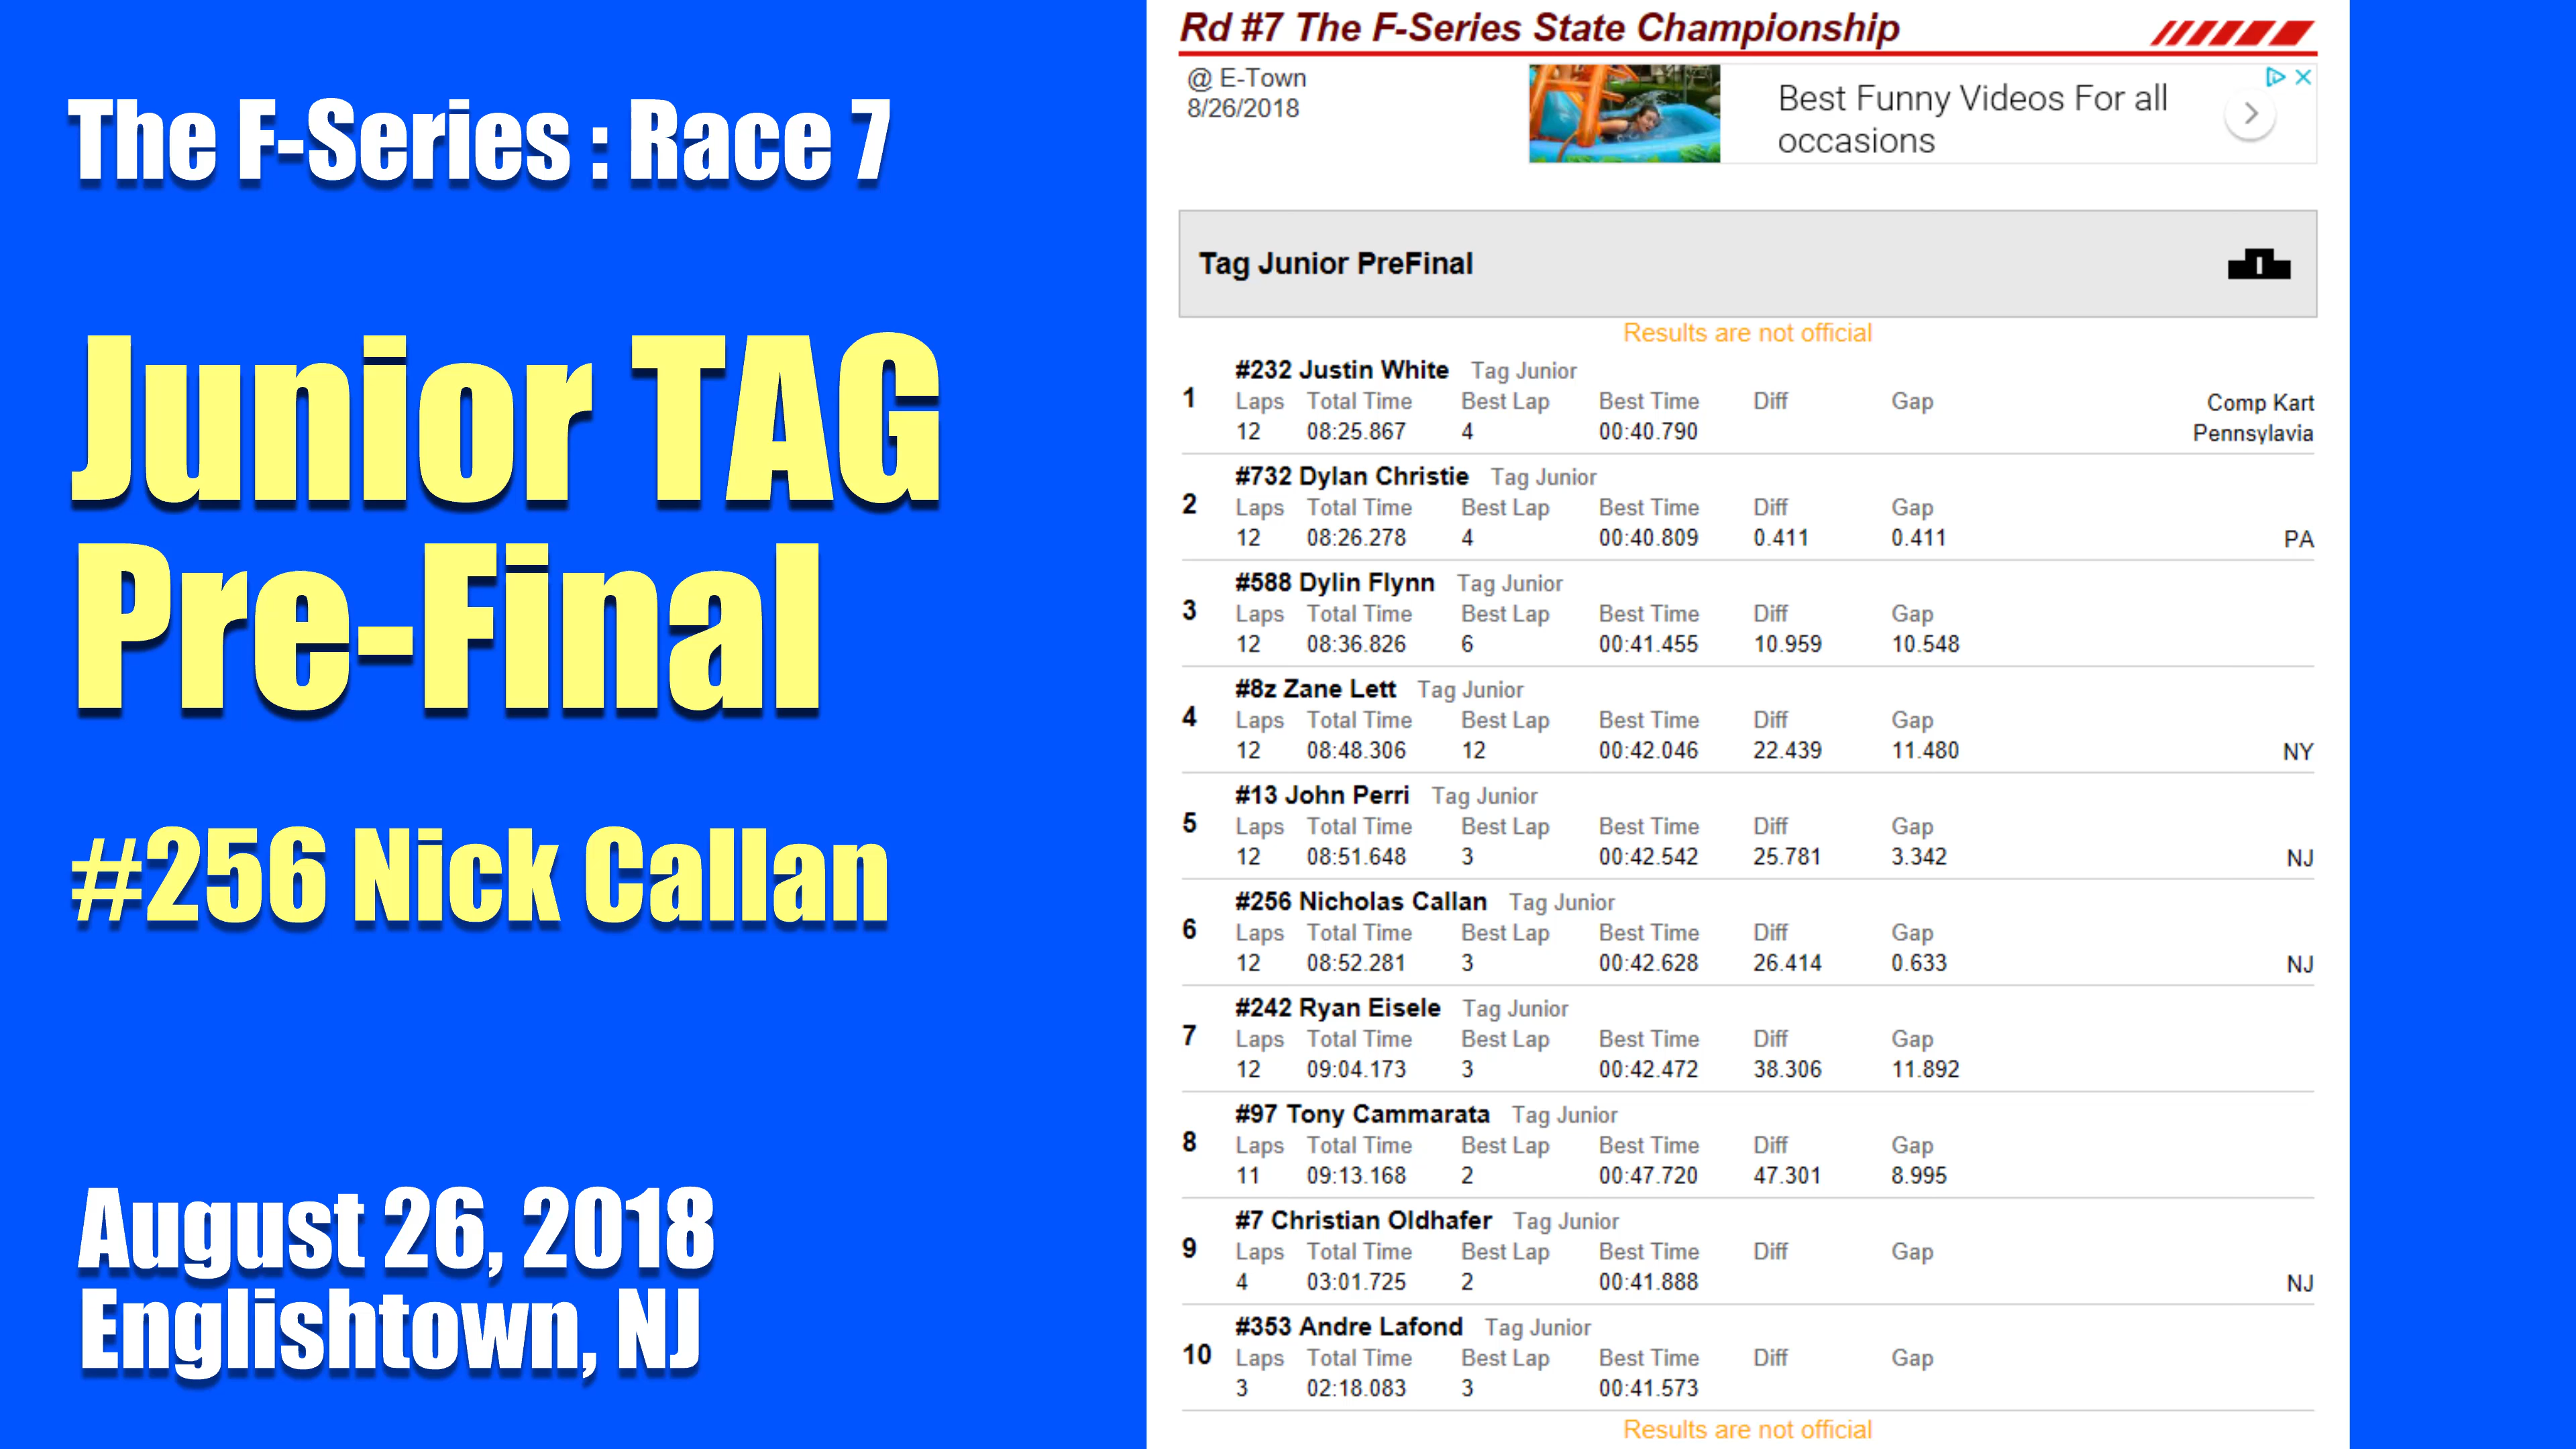 The F-Series : Race 7
Junior TAG
Pre-Final
#256 Nick Callan
August 26, 2018
Englishtown, NJ
Rd #7 The F-Series State Championship
@ E-Town
8/26/2018
Best Funny Videos For all
occasions
Tag Junior PreFinal
1
Results are not official
#232 Justin White Tag Junior
1 Laps Total Time Best Lap Best Time Diff Gap Comp Kart
12 08:25.867 4 00:40.790 Pennsylavia
#732 Dylan Christie Tag Junior
2 Laps Total Time Best Lap Best Time Diff Gap
12 08:26.278 4 00:40.809 0.411 0.411 PA
#588 Dylin Flynn Tag Junior
3 Laps Total Time Best Lap Best Time Diff Gap
12 08:36.826 6 00:41.455 10.959 10.548
#8z Zane Lett Tag Junior
4 Laps Total Time Best Lap Best Time Diff Gap
12 08:48.306 12 00:42.046 22.439 11.480 NY
#13 John Perri Tag Junior
5 Laps Total Time Best Lap Best Time Diff Gap
12 08:51.648 3 00:42.542 25.781 3.342 NJ
#256 Nicholas Callan Tag Junior
6 Laps Total Time Best Lap Best Time Diff Gap
12 08:52.281 3 00:42.628 26.414 0.633 NJ
#242 Ryan Eisele Tag Junior
7 Laps Total Time Best Lap Best Time Diff Gap
12 09:04.173 3 00:42.472 38.306 11.892
#97 Tony Cammarata Tag Junior
8 Laps Total Time Best Lap Best Time Diff Gap
11 09:13.168 2 00:47.720 47.301 8.995
#7 Christian Oldhafer Tag Junior
9 Laps Total Time Best Lap Best Time Diff Gap
4 03:01.725 2 00:41.888 NJ
#353 Andre Lafond Tag Junior
10 Laps Total Time Best Lap Best Time Diff Gap
3 02:18.083 3 00:41.573
Results are not official